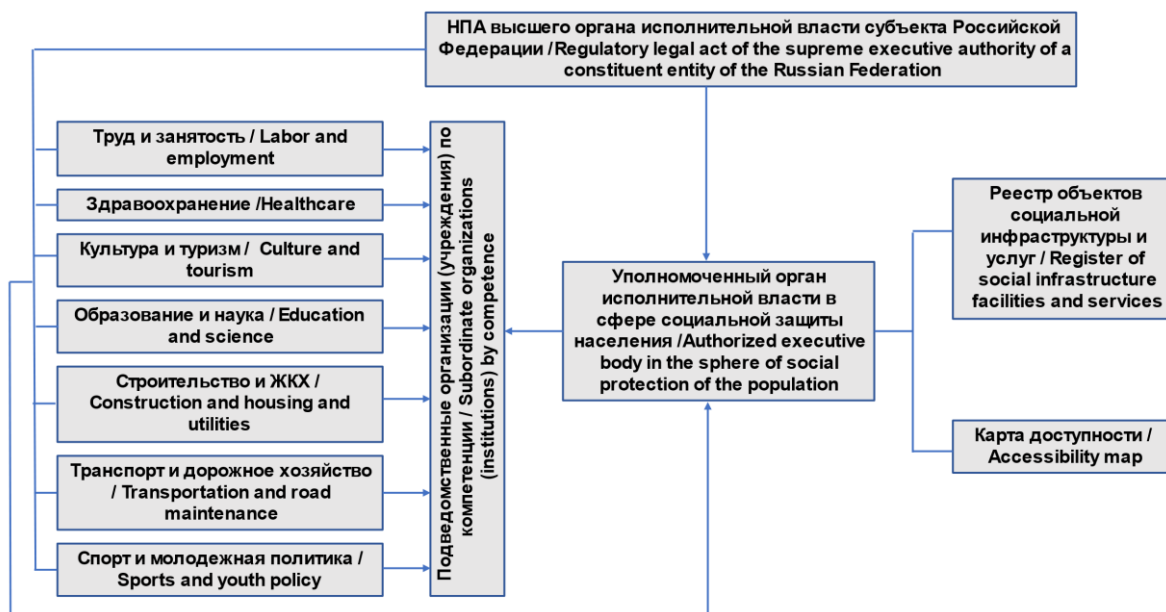 НПА высшего органа исполнительной власти субъекта Российской
Федерации /Regulatory legal act of the supreme executive authority of a
constituent entity of the Russian Federation
Труд и занятость / Labor and
employment
Здравоохранение /Healthcare
Культура и туризм /  Culture and
tourism
Образование и наука / Education
and science
Строительство и ЖКХ /
Construction and housing and
utilities
Транспорт и дорожное хозяйство
/ Transportation and road
maintenance
Спорт и молодежная политика /
Sports and youth policy
Подведомственные организации (учреждения) по
компетенции / Subordinate organizations
(institutions) by competence
Уполномоченный орган
исполнительной власти в
сфере социальной защиты
населения /Authorized executive
body in the sphere of social
protection of the population
Реестр объектов
социальной
инфраструктуры и
услуг / Register of
social infrastructure
facilities and services
Карта доступности /
Accessibility map